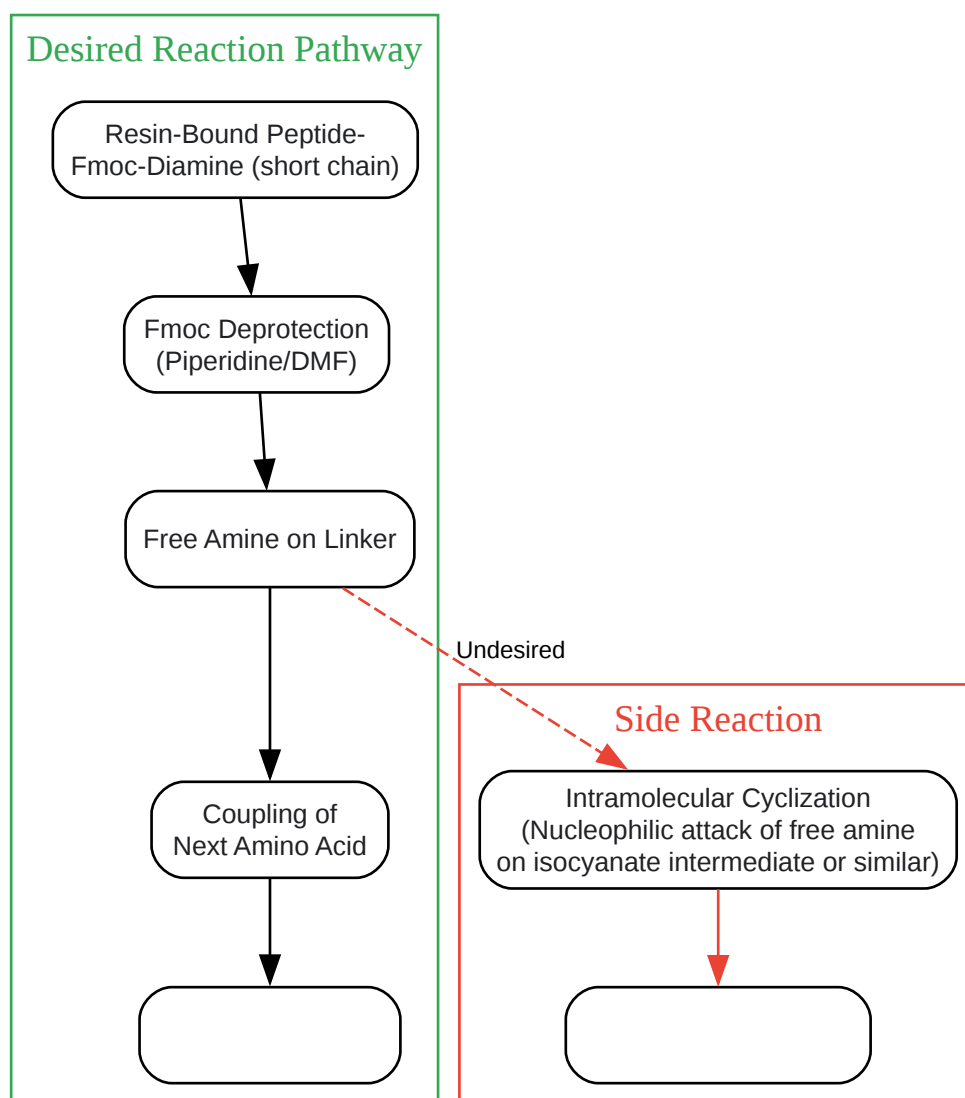 Desired Reaction Pathway
Resin-Bound Peptide-
Fmoc-Diamine (short chain)
Fmoc Deprotection
(Piperidine/DMF)
Free Amine on Linker
Undesired
Side Reaction
Coupling of
Next Amino Acid
Intramolecular Cyclization
(Nucleophilic attack of free amine
on isocyanate intermediate or similar)